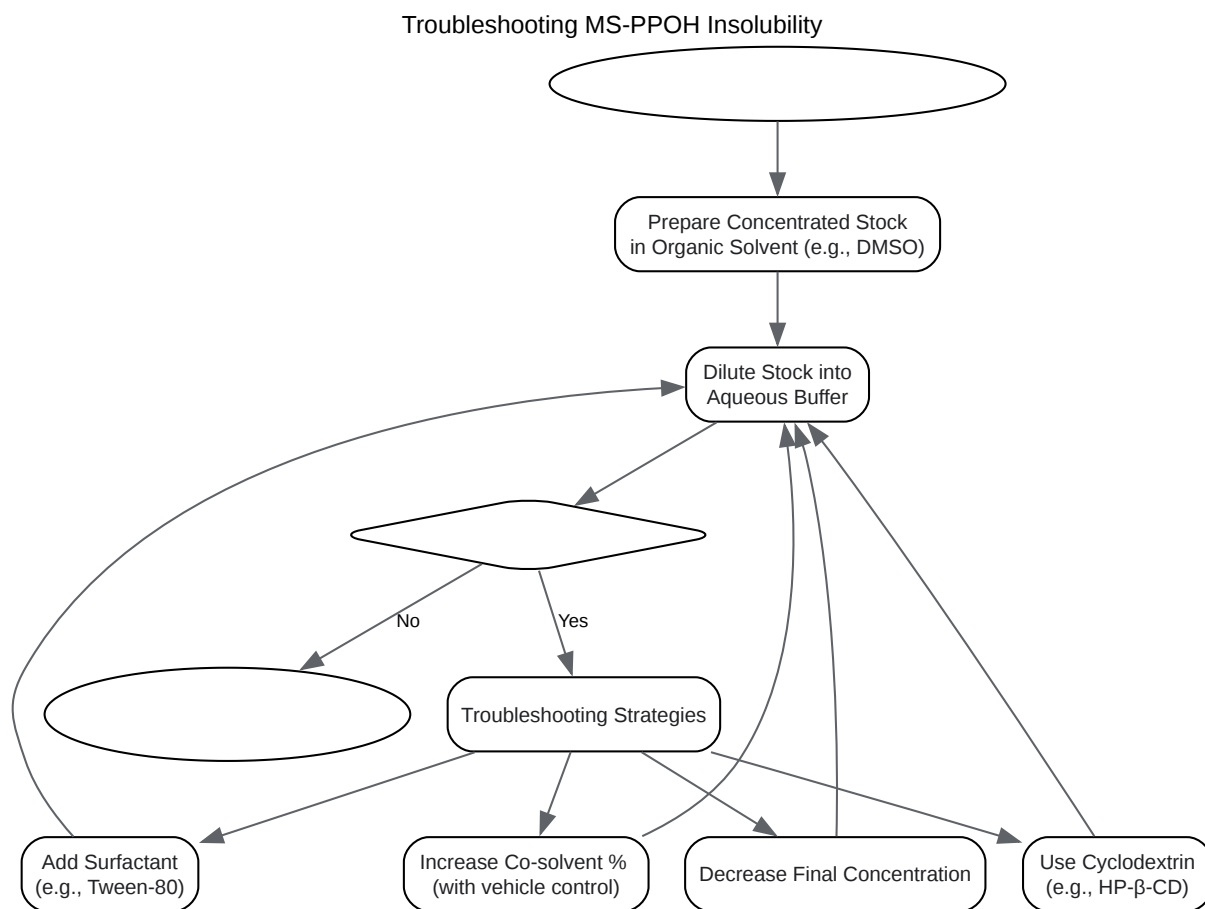 Troubleshooting MS-PPOH Insolubility
Prepare Concentrated Stock
in Organic Solvent (e.g., DMSO)
Dilute Stock into
Aqueous Buffer
No
Yes
Troubleshooting Strategies
Add Surfactant
(e.g., Tween-80)
Increase Co-solvent %
(with vehicle control)
Decrease Final Concentration
Use Cyclodextrin
(e.g., HP-β-CD)